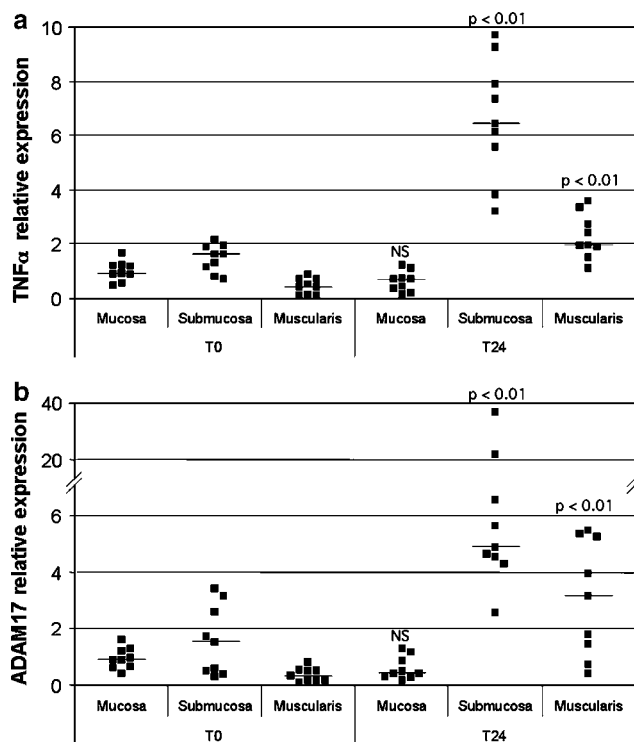 a
p < 0.01
10
8
6
4
2
0
TNFα relative expression
NS
p < 0.01
Mucosa Submucosa Muscularis Mucosa Submucosa Muscularis
T0 T24
b
p < 0.01
40
20
6
4
2
0
ADAM17 relative expression
p < 0.01
NS
Mucosa Submucosa Muscularis Mucosa Submucosa Muscularis
T0 T24